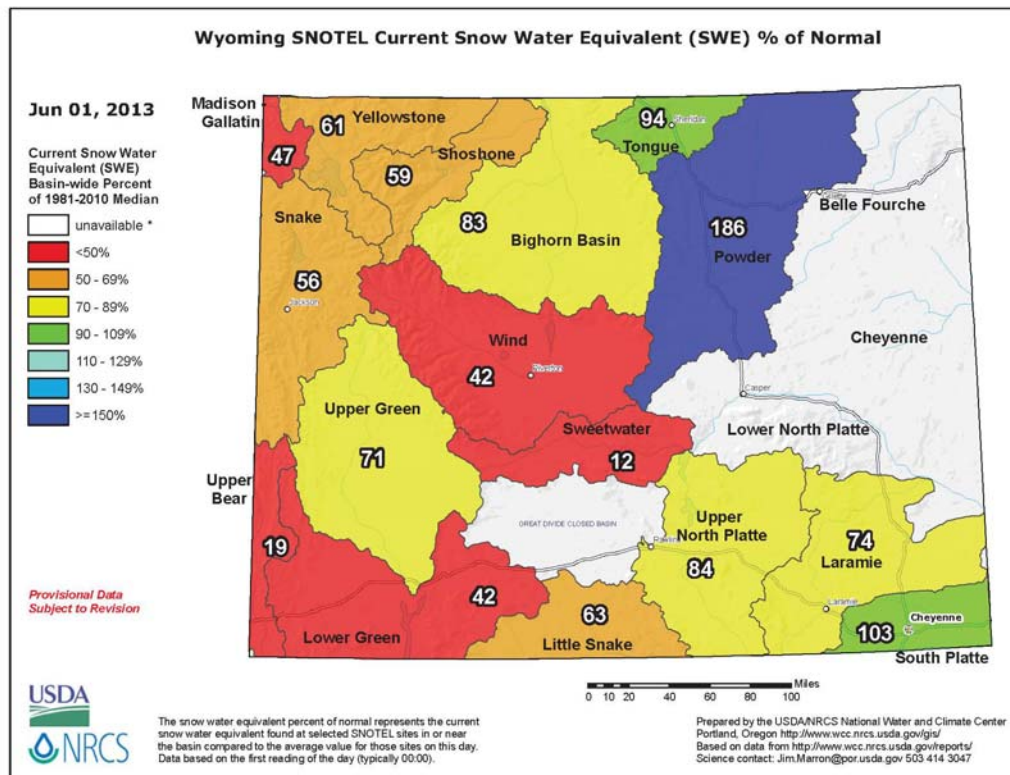 Wyoming SNOTEL Current Snow Water Equivalent (SWE) % of Normal
Jun 01, 2013
Current Snow Water
Equivalent (SWE)
Basin-wide Percent
of 1981-2010 Median
unavailable *
<50%
50 - 69%
70 - 89%
90 - 109%
110 - 129%
130 - 149%
>= 150%
Provisional Data
Subject to Revision
Madison
Gallatin
47
61
Yellowstone
Shoshone
59
94
Sheridan
Tongue
Snake
56
Jackson
83
Bighorn Basin
186
Powder
Belle Fourche
Wind
42
Riverton
Cheyenne
Casper
Upper Green
71
Sweetwater
12
Lower North Platte
Upper
Bear
19
GREAT DIVIDE CLOSED BASIN
Upper
North Platte
Rawlins
84
74
Laramie
Laramie
42
Lower Green
63
Little Snake
103
Cheyenne
South Platte
Miles
0 10 20 40 60 80 100
USDA
NRCS
The snow water equivalent percent of normal represents the current
snow water equivalent found at selected SNOTEL sites in or near
the basin compared to the average value for those sites on this day.
Data based on the first reading of the day (typically 00:00).
Prepared by the USDA/NRCS National Water and Climate Center
Portland, Oregon http://www.wcc.nrcs.usda.gov/gis/
Based on data from http://www.wcc.nrcs.usda.gov/reports/
Science contact: Jim.Marron@por.usda.gov 503 414 3047